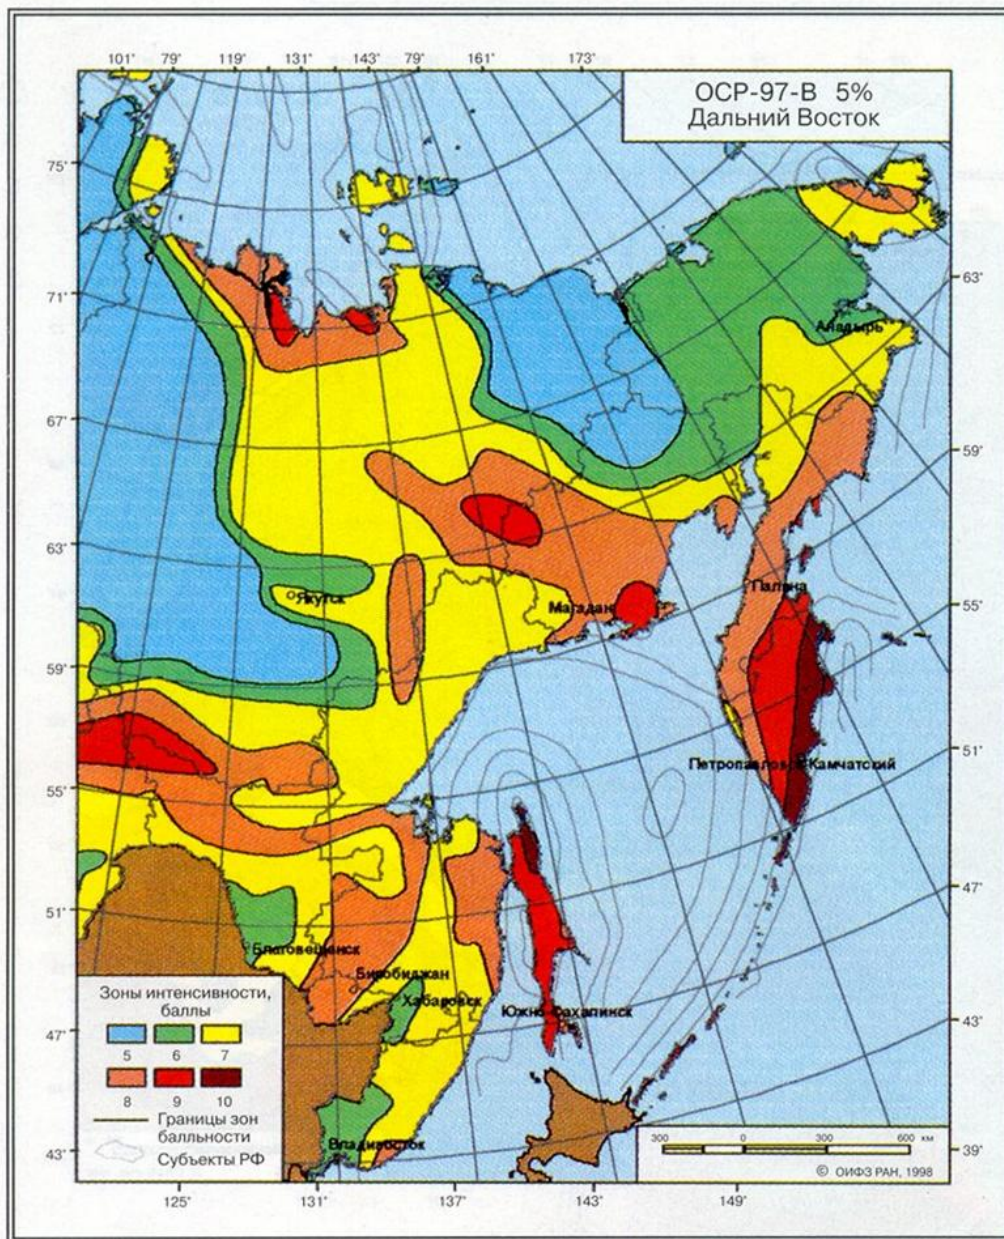 101° 79° 119° 131° 143° 79° 161° 173°
ОСР-97-В 5%
Дальний Восток
75°
71°
67°
63°
59°
55°
51°
47°
43°
63°
59°
55°
51°
47°
43°
39°
Анадырь
Якутск
Магадан
Палана
Петропавловск-Камчатский
Благовещенск
Биробиджан
Хабаровск
Южно-Сахалинск
Владивосток
Зоны интенсивности,
баллы
5 6 7
8 9 10
Границы зон
балльности
Субъекты РФ
300 0 300 600 км
© ОИФЗ РАН, 1998
125° 131° 137° 143° 149°